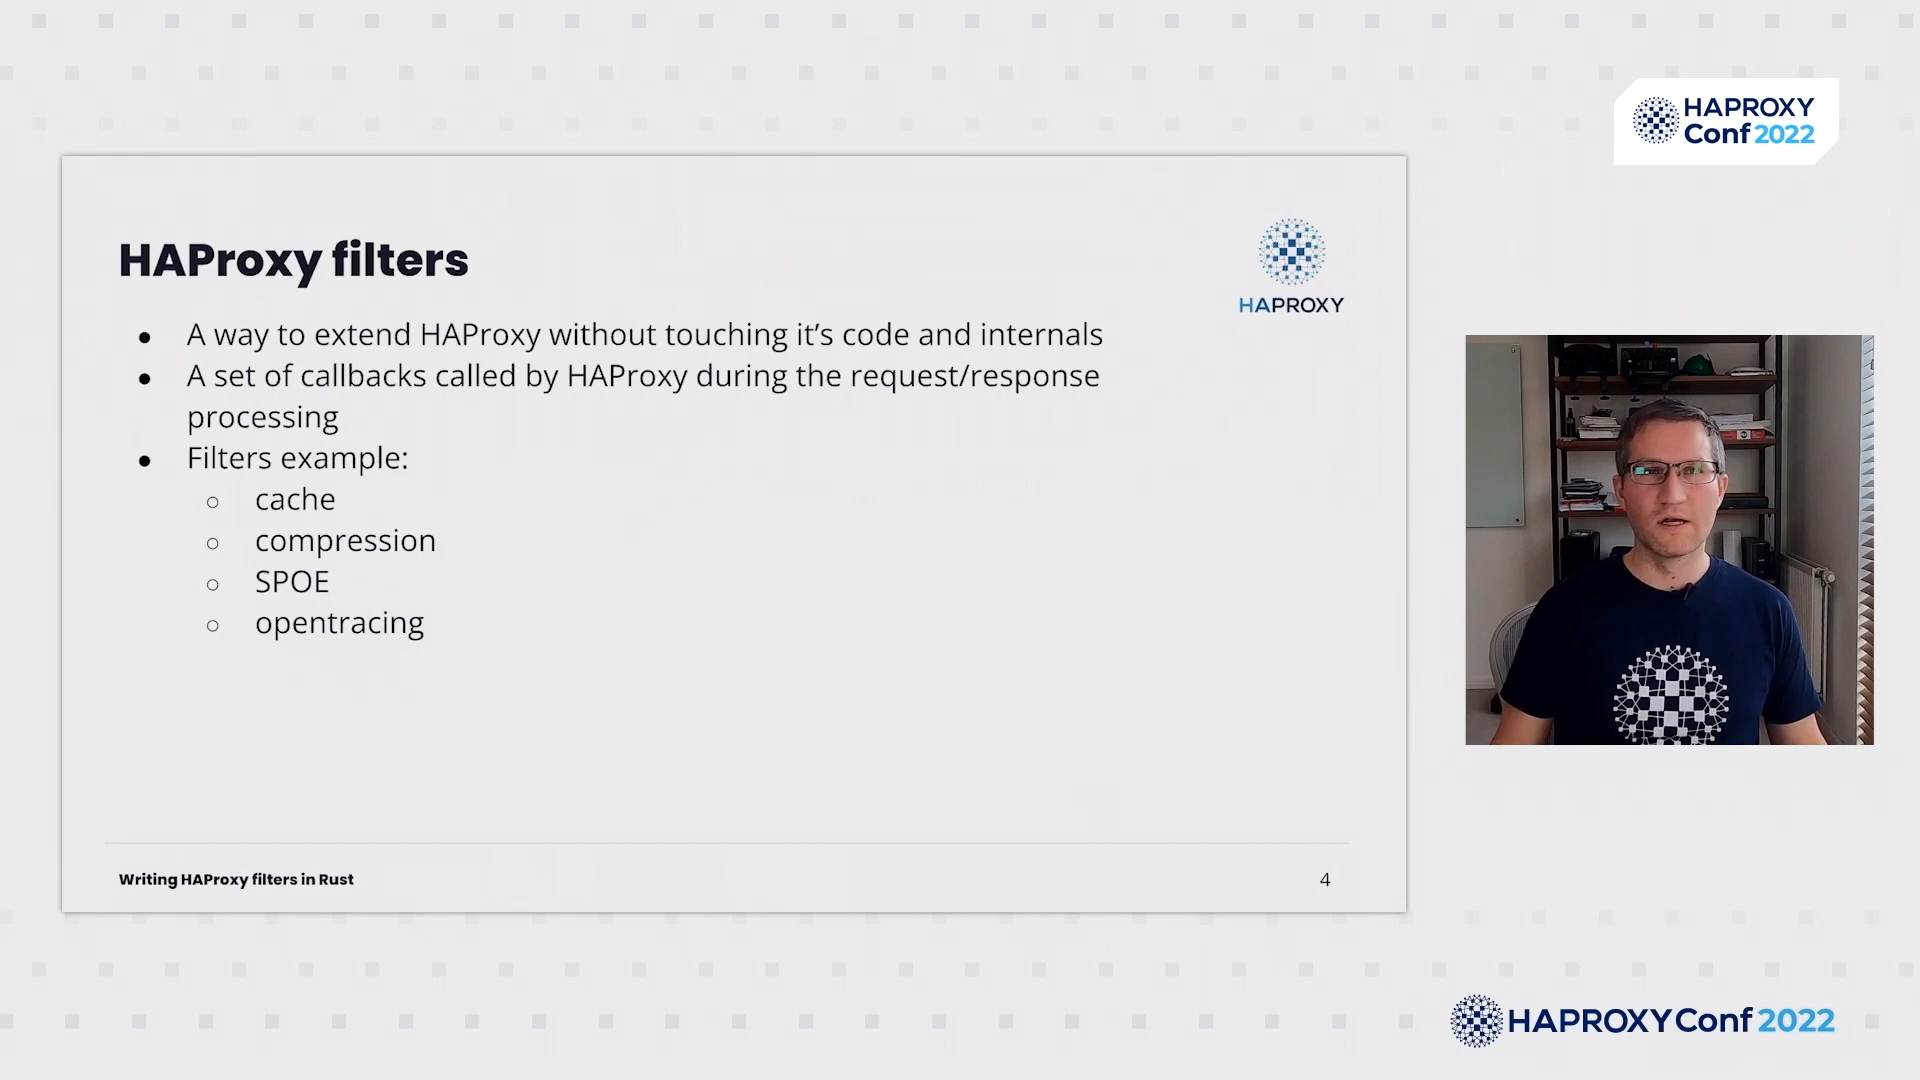 HAPROXY
Conf 2022
HAProxy filters
HAPROXY
● A way to extend HAProxy without touching it’s code and internals
● A set of callbacks called by HAProxy during the request/response
processing
● Filters example:
○ cache
○ compression
○ SPOE
○ opentracing
Writing HAProxy filters in Rust
4
HAPROXYConf 2022